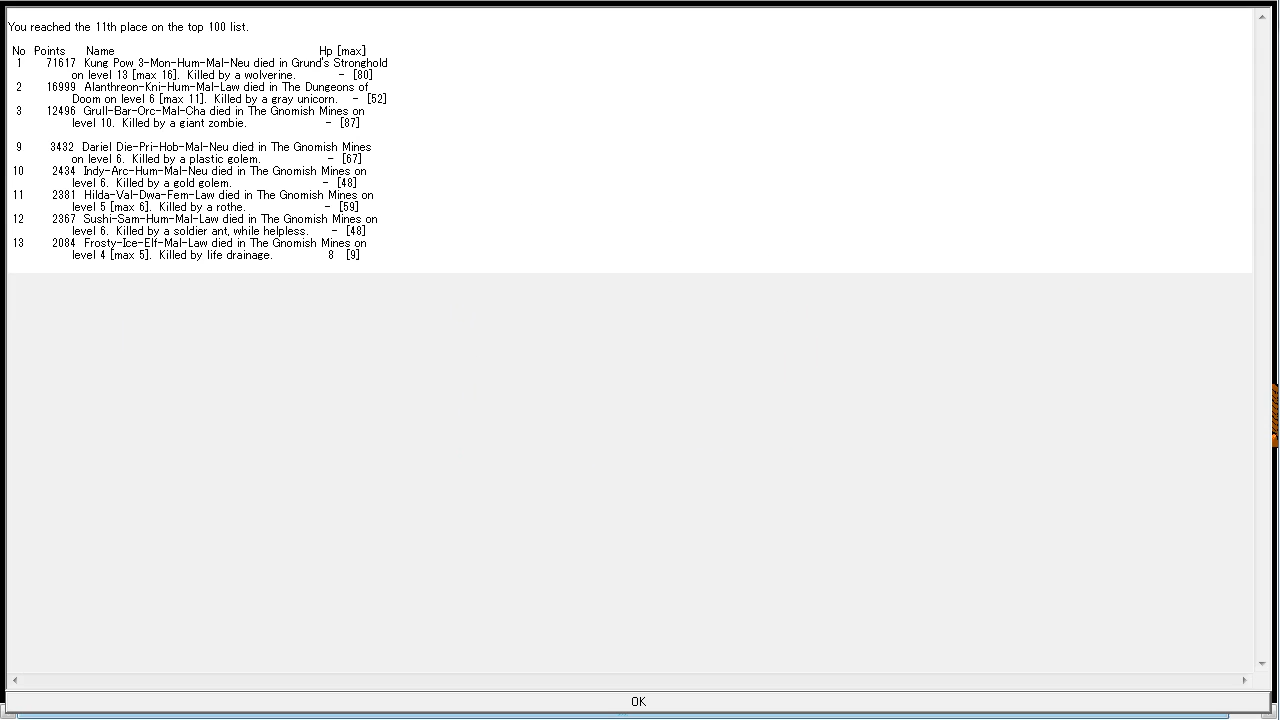 You reached the 11th place on the top 100 list.
No Points Name Hp [max]
1 71617 Kung Pow 3-Mon-Hum-Mal-Neu died in Grund's Stronghold
on level 13 [max 16]. Killed by a wolverine. - [80]
2 16999 Alanthreon-Kni-Hum-Mal-Law died in The Dungeons of
Doom on level 6 [max 11]. Killed by a gray unicorn. - [52]
3 12496 Grull-Bar-Orc-Mal-Cha died in The Gnomish Mines on
level 10. Killed by a giant zombie. - [87]
9 3432 Dariel Die-Pri-Hob-Mal-Neu died in The Gnomish Mines
on level 6. Killed by a plastic golem. - [67]
10 2434 Indy-Arc-Hum-Mal-Neu died in The Gnomish Mines on
level 6. Killed by a gold golem. - [48]
11 2381 Hilda-Val-Dwa-Fem-Law died in The Gnomish Mines on
level 5 [max 6]. Killed by a rothe. - [59]
12 2367 Sushi-Sam-Hum-Mal-Law died in The Gnomish Mines on
level 6. Killed by a soldier ant, while helpless. - [48]
13 2084 Frosty-Ice-Elf-Mal-Law died in The Gnomish Mines on
level 4 [max 5]. Killed by life drainage. 8 [9]
OK